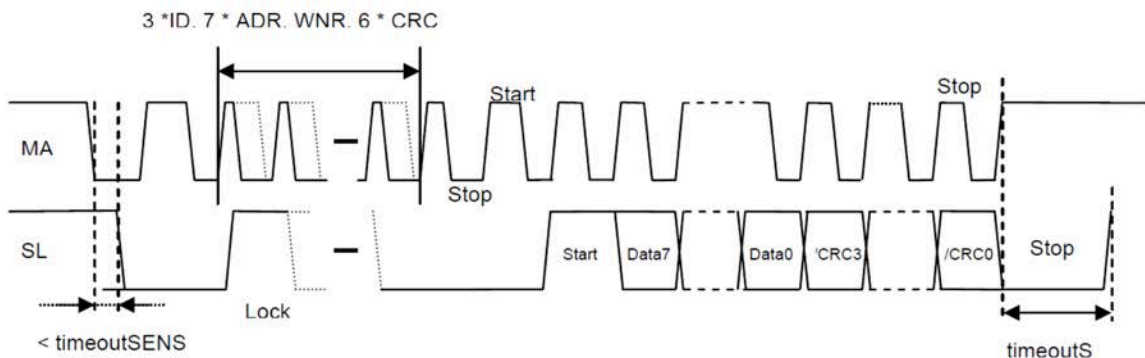 3 *ID. 7 * ADR. WNR. 6 * CRC
Start
Stop
MA
Stop
SL
Start
Data7
Data0
/CRC3
/CRC0
Stop
Lock
< timeoutSENS
timeoutS